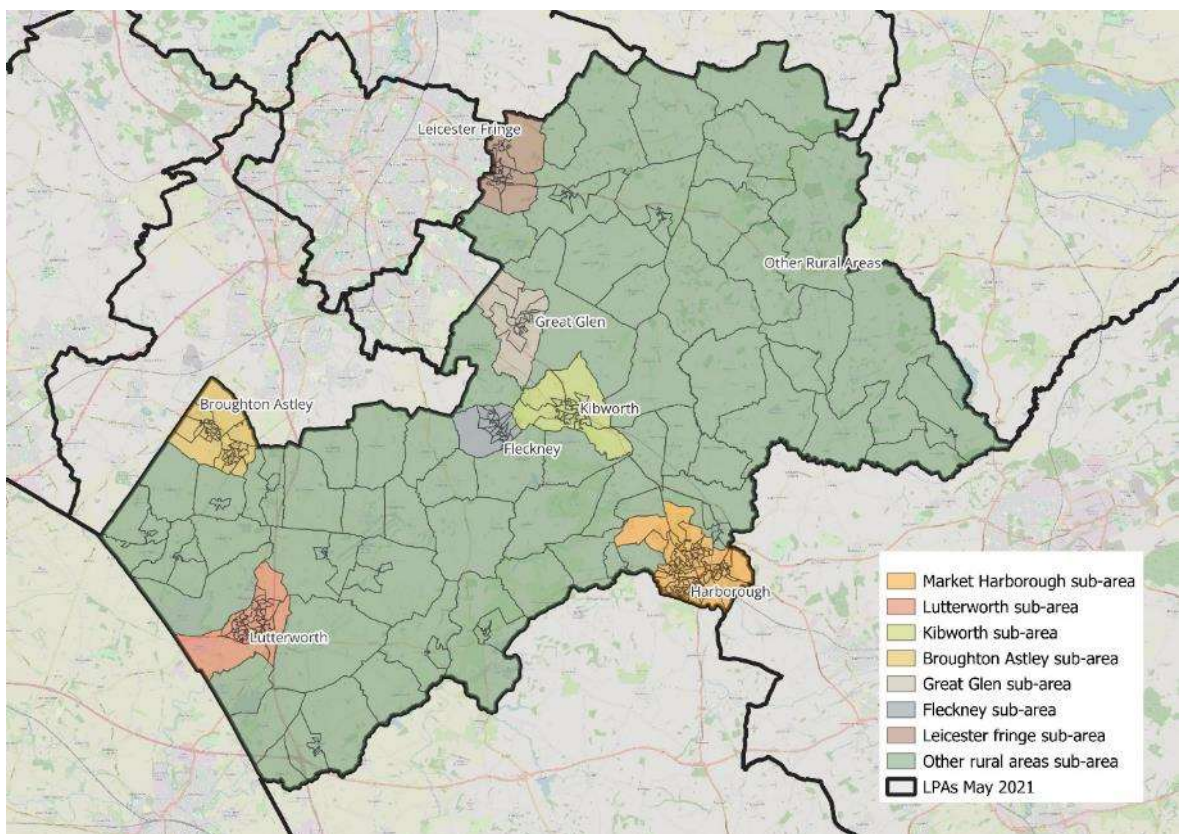 Leicester Fringe
Other Rural Areas
Great Glen
Broughton Astley
Kibworth
Fleckney
Harborough
Lutterworth
Market Harborough sub-area
Lutterworth sub-area
Kibworth sub-area
Broughton Astley sub-area
Great Glen sub-area
Fleckney sub-area
Leicester fringe sub-area
Other rural areas sub-area
LPAs May 2021